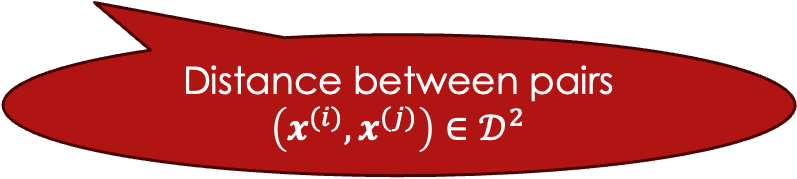 Distance between pairs
(𝒙⁽ⁱ⁾, 𝒙⁽ʲ⁾) ∈ 𝒟²